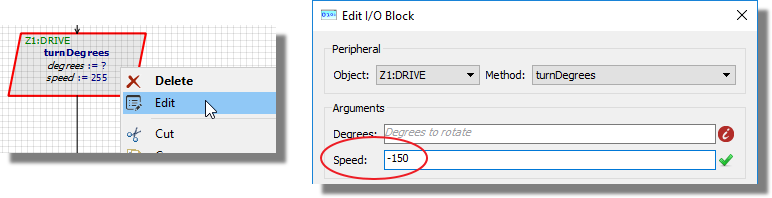 Z1:DRIVE
turnDegrees
degrees := ?
speed := 255
Delete
Edit
Cut
Edit I/O Block
Peripheral
Object: Z1:DRIVE Method: turnDegrees
Arguments
Degrees: Degrees to rotate
Speed: -150